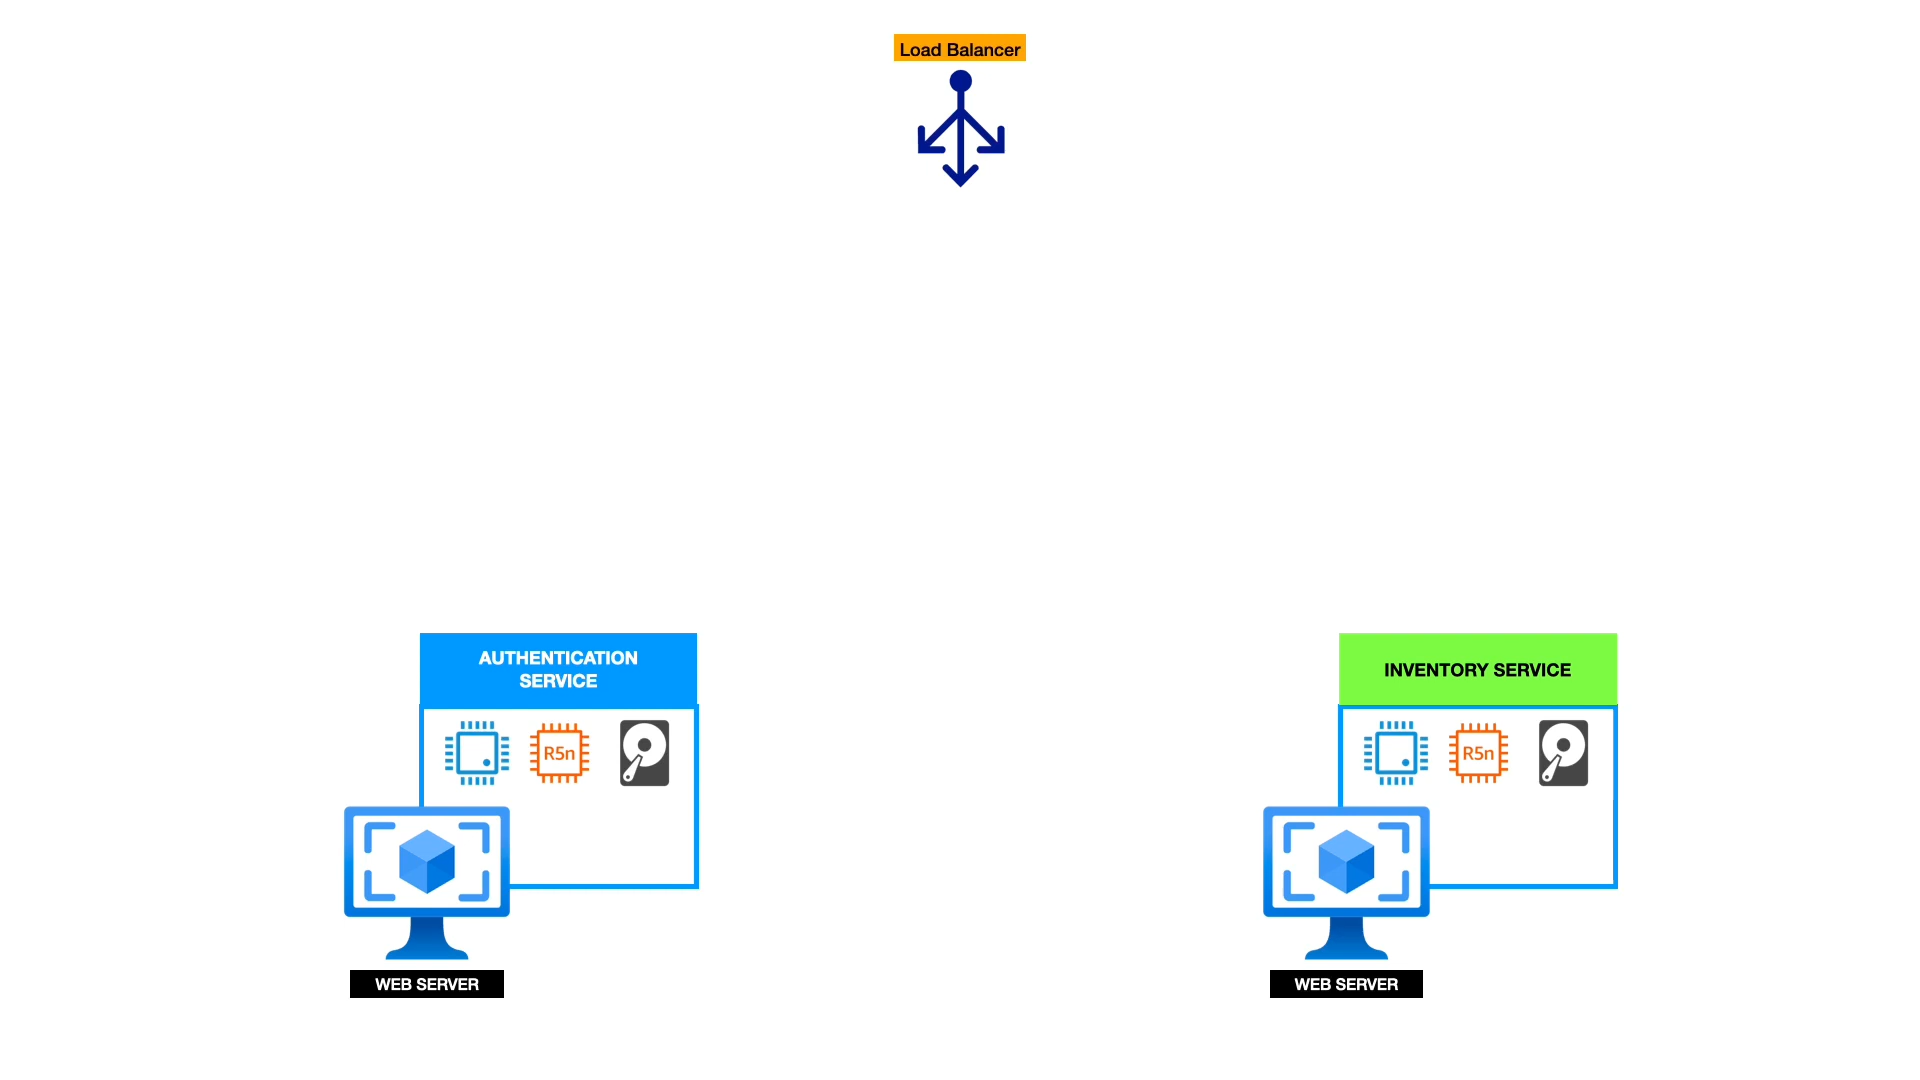 Load Balancer
AUTHENTICATION
SERVICE
R5n
WEB SERVER
INVENTORY SERVICE
R5n
WEB SERVER